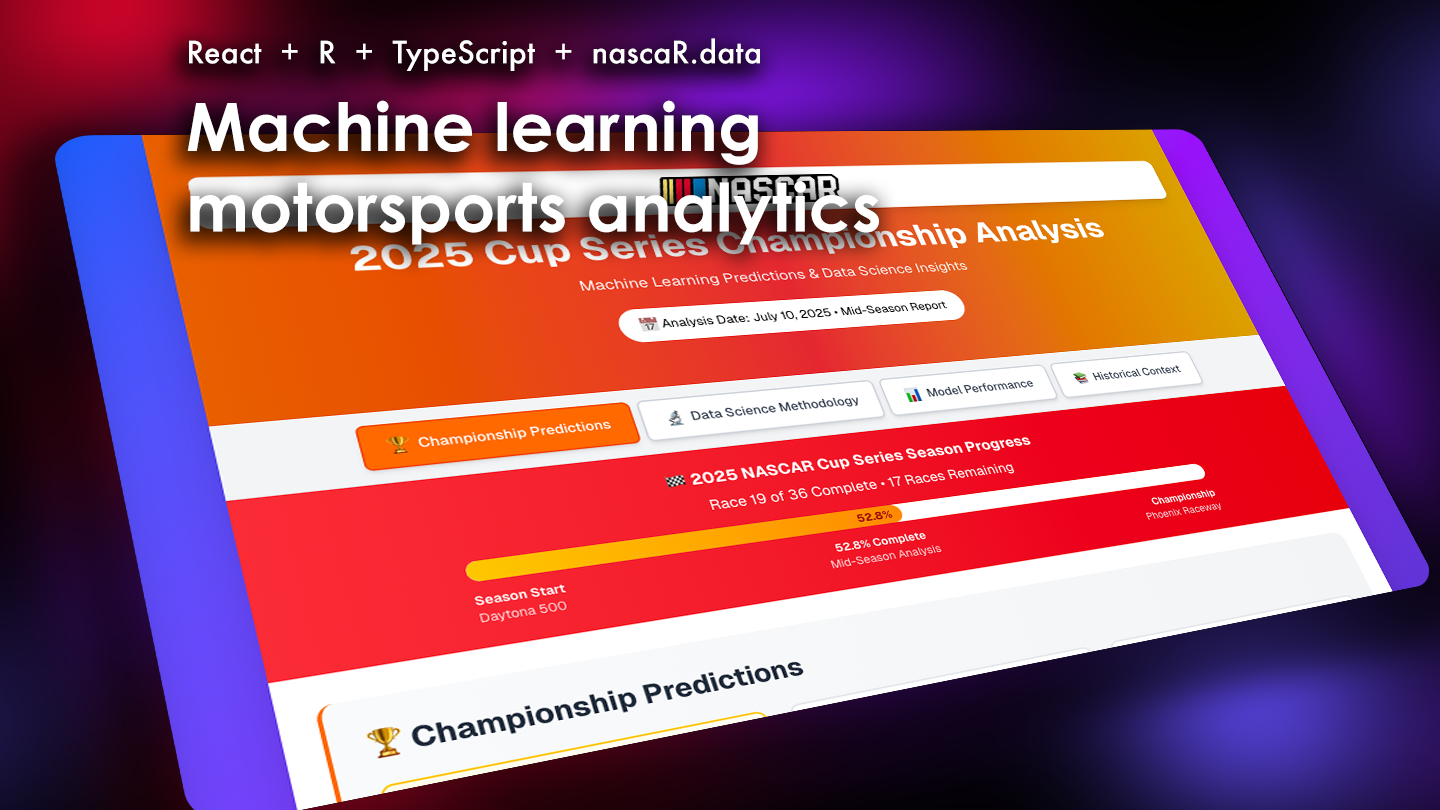 React + R + TypeScript + nascaR.data
Machine learning
motorsports analytics
NASCAR
2025 Cup Series Championship Analysis
Machine Learning Predictions & Data Science Insights
17 Analysis Date: July 10, 2025 • Mid-Season Report
Championship Predictions
Data Science Methodology
Model Performance
Historical Context
2025 NASCAR Cup Series Season Progress
Race 19 of 36 Complete • 17 Races Remaining
52.8%
Season Start
Daytona 500
52.8% Complete
Mid-Season Analysis
Championship
Phoenix Raceway
Championship Predictions